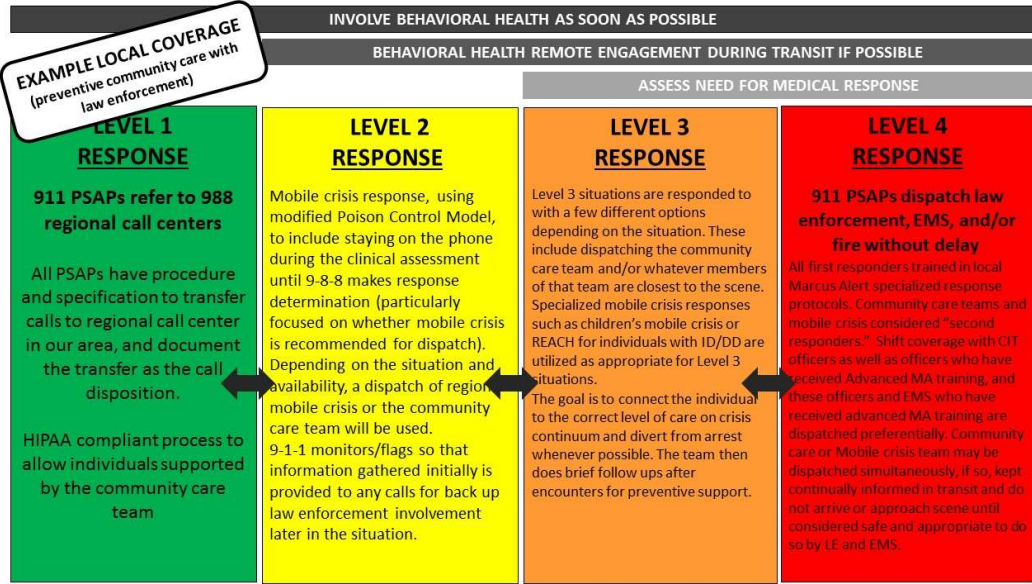 INVOLVE BEHAVIORAL HEALTH AS SOON AS POSSIBLE
BEHAVIORAL HEALTH REMOTE ENGAGEMENT DURING TRANSIT IF POSSIBLE
ASSESS NEED FOR MEDICAL RESPONSE
EXAMPLE LOCAL COVERAGE
(preventive community care with
law enforcement)
LEVEL 1
RESPONSE
911 PSAPs refer to 988
regional call centers
All PSAPs have procedure
and specification to transfer
calls to regional call center
in our area, and document
the transfer as the call
disposition.
HIPAA compliant process to
allow individuals supported
by the community care
team
LEVEL 2
RESPONSE
Mobile crisis response, using
modified Poison Control Model,
to include staying on the phone
during the clinical assessment
until 9-8-8 makes response
determination (particularly
focused on whether mobile crisis
is recommended for dispatch).
Depending on the situation and
availability, a dispatch of region
mobile crisis or the community
care team will be used.
9-1-1 monitors/flags so that
information gathered initially is
provided to any calls for back up
law enforcement involvement
later in the situation.
LEVEL 3
RESPONSE
Level 3 situations are responded to
with a few different options
depending on the situation. These
include dispatching the community
care team and/or whatever members
of that team are closest to the scene.
Specialized mobile crisis responses
such as children's mobile crisis or
REACH for individuals with ID/DD are
utilized as appropriate for Level 3
situations.
The goal is to connect the individual
to the correct level of care on crisis
continuum and divert from arrest
whenever possible. The team then
does brief follow ups after
encounters for preventive support.
LEVEL 4
RESPONSE
911 PSAPs dispatch law
enforcement, EMS, and/or
fire without delay
All first responders trained in local
Marcus Alert specialized response
protocols. Community care teams and
mobile crisis considered "second
responders." Shift coverage with CIT
officers as well as officers who have
received Advanced MA training, and
these officers and EMS who have
received advanced MA training are
dispatched preferentially. Community
care or Mobile crisis team may be
dispatched simultaneously, if so, kept
continually informed in transit and do
not arrive or approach scene until
considered safe and appropriate to do
so by LE and EMS.